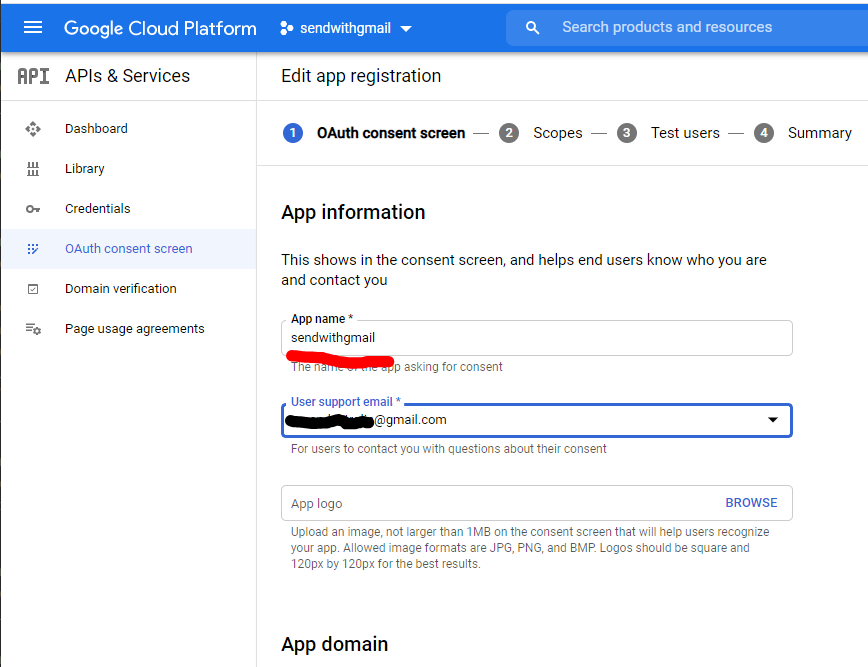 Google Cloud Platform sendwithgmail Search products and resources
API APIs & Services
Edit app registration
Dashboard
Library
Credentials
OAuth consent screen
Domain verification
Page usage agreements
1 OAuth consent screen — 2 Scopes — 3 Test users — 4 Summary
App information
This shows in the consent screen, and helps end users know who you are
and contact you
App name *
sendwithgmail
The name of the app asking for consent
User support email *
@gmail.com
For users to contact you with questions about their consent
App logo BROWSE
Upload an image, not larger than 1MB on the consent screen that will help users recognize
your app. Allowed image formats are JPG, PNG, and BMP. Logos should be square and
120px by 120px for the best results.
App domain